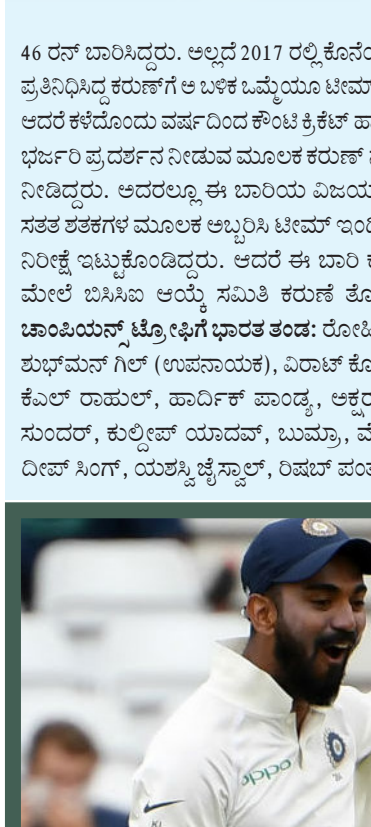 46 ರನ್ ಬಾರಿಸಿದ್ದರು. ಅಲ್ಲದೆ 2017 ರಲ್ಲಿ ಕೊನೆಯ
ಪ್ರತಿನಿಧಿಸಿದ್ದ ಕರುಣ್‌ಗೆ ಆ ಬಳಿಕ ಒಮ್ಮೆಯೂ ಟೀಮ್
ಆದರೆ ಕಳೆದೊಂದು ವರ್ಷದಿಂದ ಕೌಂಟಿ ಕ್ರಿಕೆಟ್ ಹಾ
ಭರ್ಜರಿ ಪ್ರದರ್ಶನ ನೀಡುವ ಮೂಲಕ ಕರುಣ್
ನೀಡಿದ್ದರು. ಅದರಲ್ಲೂ ಈ ಬಾರಿಯ ವಿಜಯ
ಸತತ ಶತಕಗಳ ಮೂಲಕ ಅಬ್ಬರಿಸಿ ಟೀಮ್ ಇಂಡಿ
ನಿರೀಕ್ಷೆ ಇಟ್ಟುಕೊಂಡಿದ್ದರು. ಆದರೆ ಈ ಬಾರಿ ಕ
ಮೇಲೆ ಬಿಸಿಸಿಐ ಆಯ್ಕೆ ಸಮಿತಿ ಕರುಣೆ ತೋ
ಚಾಂಪಿಯನ್ಸ್ ಟ್ರೋಫಿಗೆ ಭಾರತ ತಂಡ: ರೋಹಿ
ಶುಭ್‌ಮನ್ ಗಿಲ್ (ಉಪನಾಯಕ), ವಿರಾಟ್ ಕೊ
ಕೆಎಲ್ ರಾಹುಲ್, ಹಾರ್ದಿಕ್ ಪಾಂಡ್ಯ, ಅಕ್ಷರ
ಸುಂದರ್, ಕುಲ್ದೀಪ್ ಯಾದವ್, ಬುಮ್ರಾ, ಮೊ
ದೀಪ್ ಸಿಂಗ್, ಯಶಸ್ವಿ ಜೈಸ್ವಾಲ್, ರಿಷಬ್ ಪಂತ
oppo